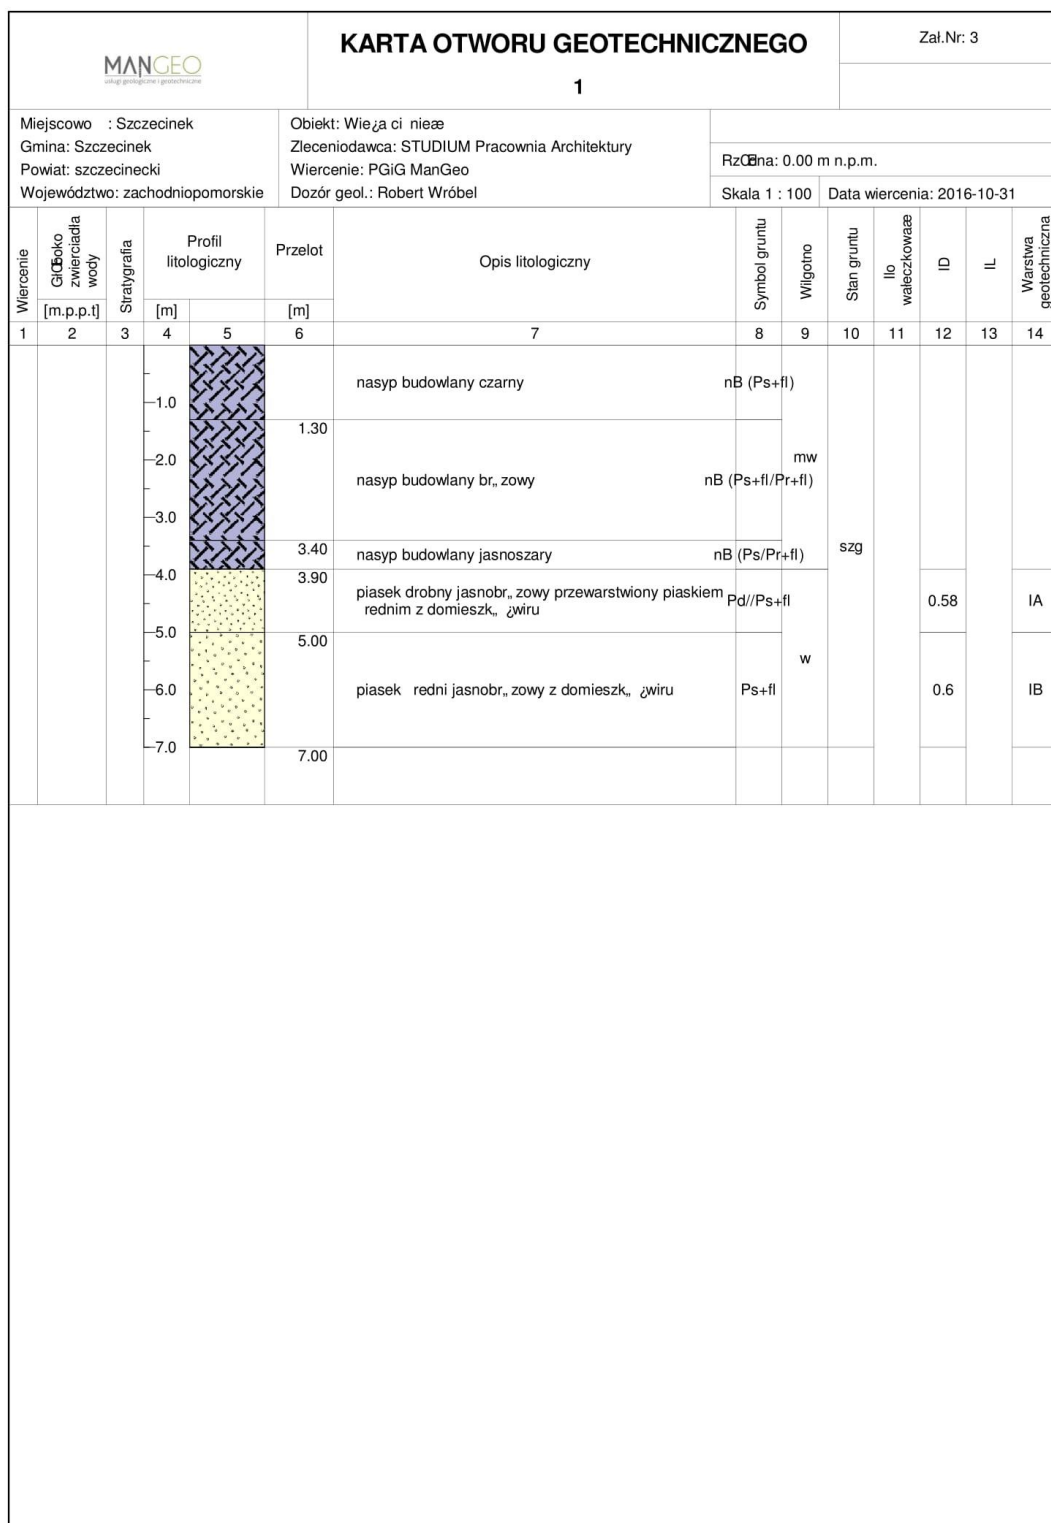 KARTA OTWORU GEOTECHNICZNEGO
1
Zał.Nr: 3
MANGEO
usługi geologiczne i geotechniczne
Miejscowo : Szczecinek
Gmina: Szczecinek
Powiat: szczecinecki
Województwo: zachodniopomorskie
Obiekt: Wie¿a ci nieæ
Zleceniodawca: STUDIUM Pracownia Architektury
Wiercenie: PGiG ManGeo
Dozór geol.: Robert Wróbel
0.00 m n.p.m.
Skala 1 : 100
Data wiercenia: 2016-10-31
Wiercenie
zwierciadła
wody
[m.p.p.t]
Stratygrafia
Profil
litologiczny
[m]
Przelot
[m]
Opis litologiczny
Symbol gruntu
Wilgotno
Stan gruntu
Ilo
wałeczkowaæ
ID
IL
Warstwa
geotechniczna
1 2 3 4 5 6 7 8 9 10 11 12 13 14
nasyp budowlany czarny nB (Ps+fl)
1.0
1.30
2.0
mw
nasyp budowlany br„ zowy nB (Ps+fl/Pr+fl)
3.0
szg
3.40
nasyp budowlany jasnoszary nB (Ps/Pr+fl)
4.0
3.90
piasek drobny jasnobr„ zowy przewarstwiony piaskiem
rednim z domieszk„ ¿wiru
Pd//Ps+fl 0.58 IA
5.0
5.00
w
6.0
piasek redni jasnobr„ zowy z domieszk„ ¿wiru Ps+fl 0.6 IB
7.0
7.00